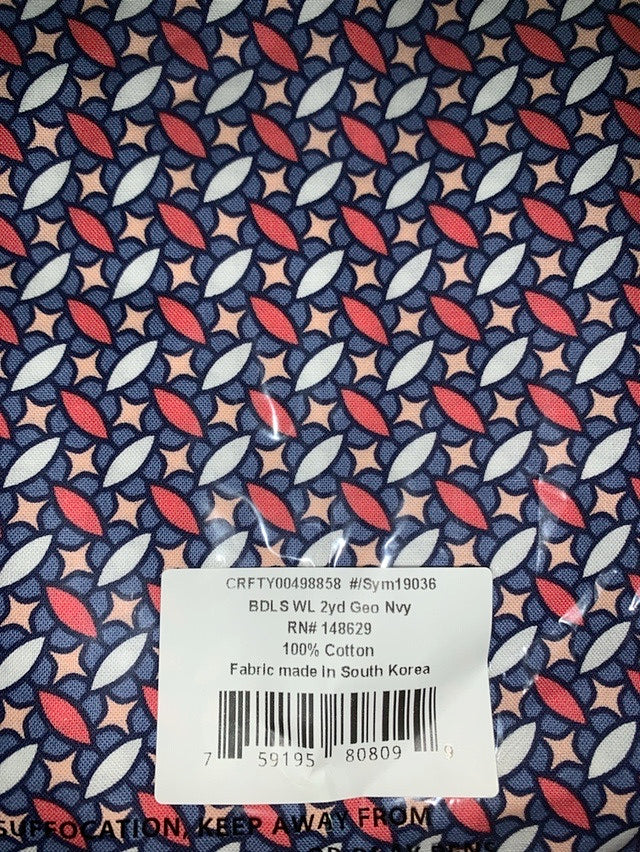 CRFTY00498858 #/Sym19036
BDLS WL 2yd Geo Nvy
RN# 148629
100% Cotton
Fabric made in South Korea
7 59195 80809 9
SUFFOCATION, KEEP AWAY FROM